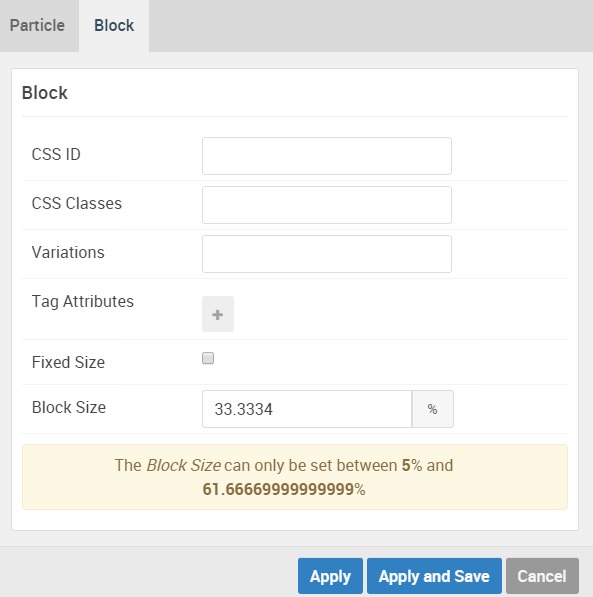 Particle Block
Block
CSS ID
CSS Classes
Variations
Tag Attributes
+
Fixed Size
Block Size 33.3334 %
The Block Size can only be set between 5% and
61.66669999999999%
Apply Apply and Save Cancel